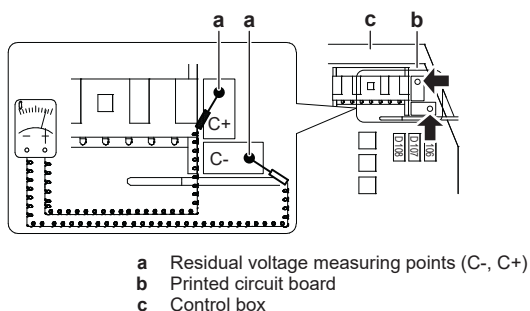 a a c b
C+
C-
- +
D108
D107
106
a Residual voltage measuring points (C-, C+)
b Printed circuit board
c Control box